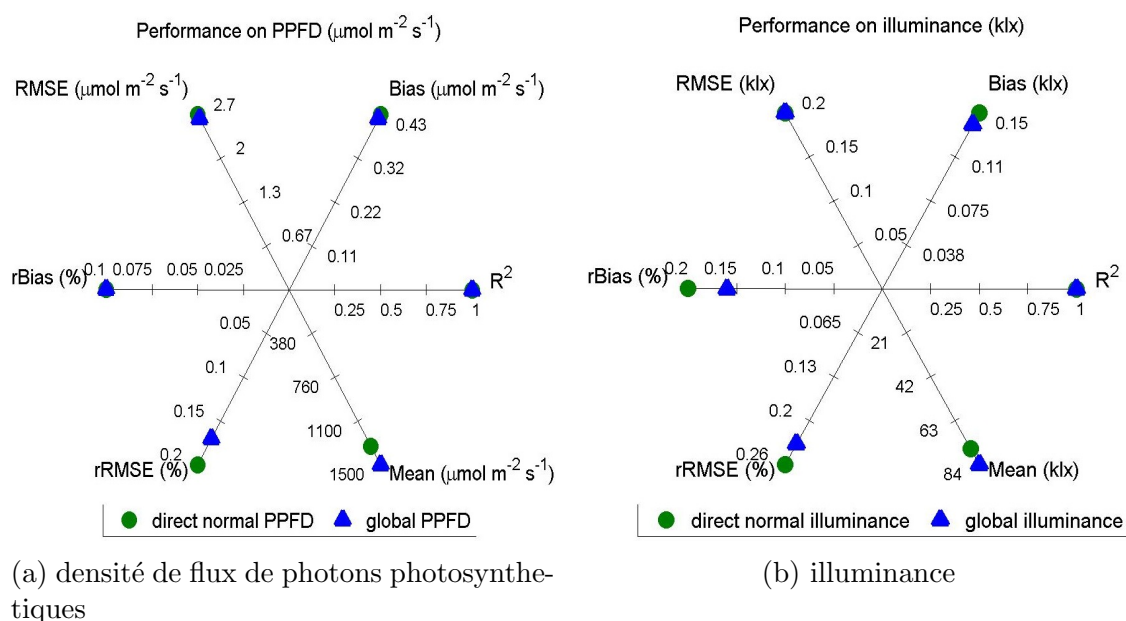 Performance on PPFD (μmol m⁻² s⁻¹)
RMSE (μmol m⁻² s⁻¹)
Bias (μmol m⁻² s⁻¹)
2.7
0.43
2
0.32
1.3
0.22
0.67
0.11
rBias (%)
0.1 0.075 0.05 0.025
R²
0.25 0.5 0.75 1
0.05
380
0.1
760
0.15
1100
0.2
1500
rRMSE (%)
Mean (μmol m⁻² s⁻¹)
direct normal PPFD
global PPFD
(a) densité de flux de photons photosynthe-
tiques
Performance on illuminance (klx)
RMSE (klx)
Bias (klx)
0.2
0.15
0.15
0.11
0.1
0.075
0.05
0.038
rBias (%)
0.2 0.15 0.1 0.05
R²
0.25 0.5 0.75 1
0.065
21
0.13
42
0.2
63
0.26
84
rRMSE (%)
Mean (klx)
direct normal illuminance
global illuminance
(b) illuminance